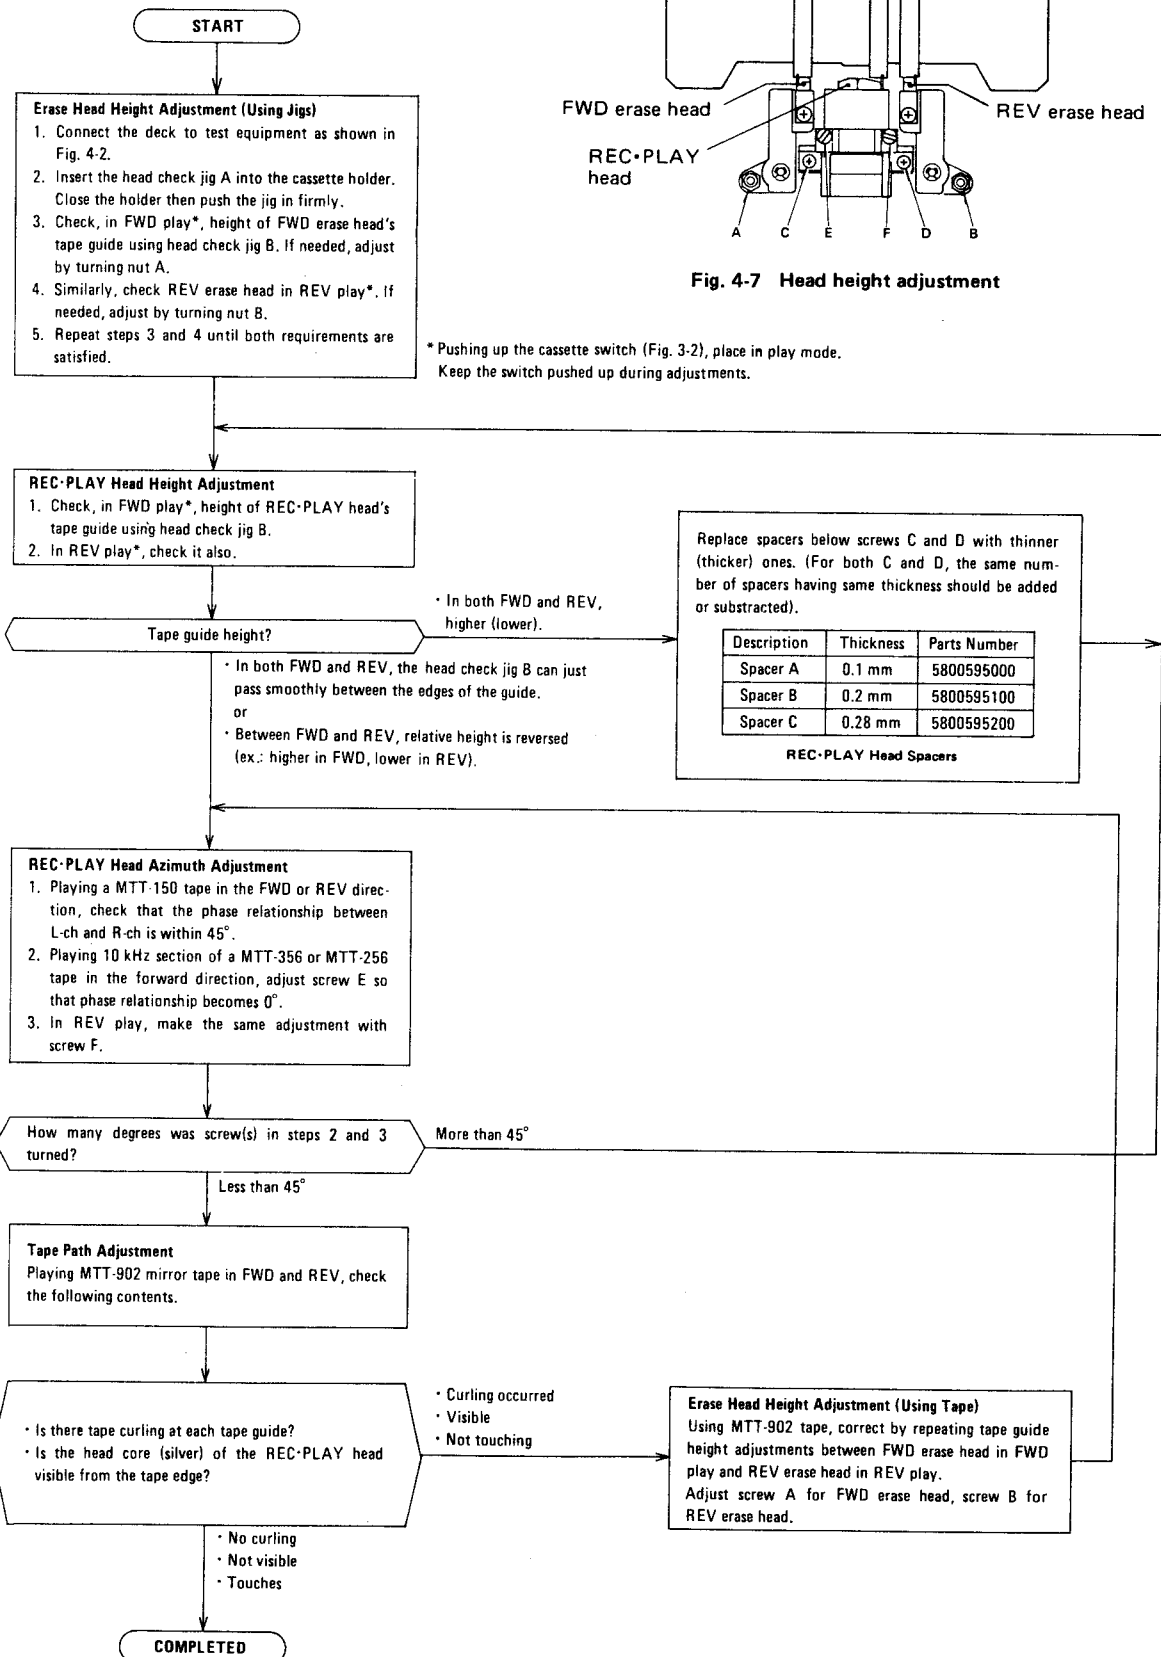 START
Erase Head Height Adjustment (Using Jigs)
1. Connect the deck to test equipment as shown in
Fig. 4-2.
2. Insert the head check jig A into the cassette holder.
Close the holder then push the jig in firmly.
3. Check, in FWD play*, height of FWD erase head's
tape guide using head check jig B. If needed, adjust
by turning nut A.
4. Similarly, check REV erase head in REV play*. If
needed, adjust by turning nut B.
5. Repeat steps 3 and 4 until both requirements are
satisfied.
FWD erase head
REV erase head
REC•PLAY
head
A C E F D B
Fig. 4-7 Head height adjustment
* Pushing up the cassette switch (Fig. 3-2), place in play mode.
Keep the switch pushed up during adjustments.
REC•PLAY Head Height Adjustment
1. Check, in FWD play*, height of REC•PLAY head's
tape guide using head check jig B.
2. In REV play*, check it also.
Tape guide height?
• In both FWD and REV,
higher (lower).
Replace spacers below screws C and D with thinner
(thicker) ones. (For both C and D, the same num-
ber of spacers having same thickness should be added
or substracted).
Description Thickness Parts Number
Spacer A 0.1 mm 5800595000
Spacer B 0.2 mm 5800595100
Spacer C 0.28 mm 5800595200
REC•PLAY Head Spacers
• In both FWD and REV, the head check jig B can just
pass smoothly between the edges of the guide.
or
• Between FWD and REV, relative height is reversed
(ex.: higher in FWD, lower in REV).
REC•PLAY Head Azimuth Adjustment
1. Playing a MTT-150 tape in the FWD or REV direc-
tion, check that the phase relationship between
L-ch and R-ch is within 45°.
2. Playing 10 kHz section of a MTT-356 or MTT-256
tape in the forward direction, adjust screw E so
that phase relationship becomes 0°.
3. In REV play, make the same adjustment with
screw F.
How many degrees was screw(s) in steps 2 and 3
turned?
More than 45°
Less than 45°
Tape Path Adjustment
Playing MTT-902 mirror tape in FWD and REV, check
the following contents.
• Is there tape curling at each tape guide?
• Is the head core (silver) of the REC•PLAY head
visible from the tape edge?
• Curling occurred
• Visible
• Not touching
Erase Head Height Adjustment (Using Tape)
Using MTT-902 tape, correct by repeating tape guide
height adjustments between FWD erase head in FWD
play and REV erase head in REV play.
Adjust screw A for FWD erase head, screw B for
REV erase head.
• No curling
• Not visible
• Touches
COMPLETED